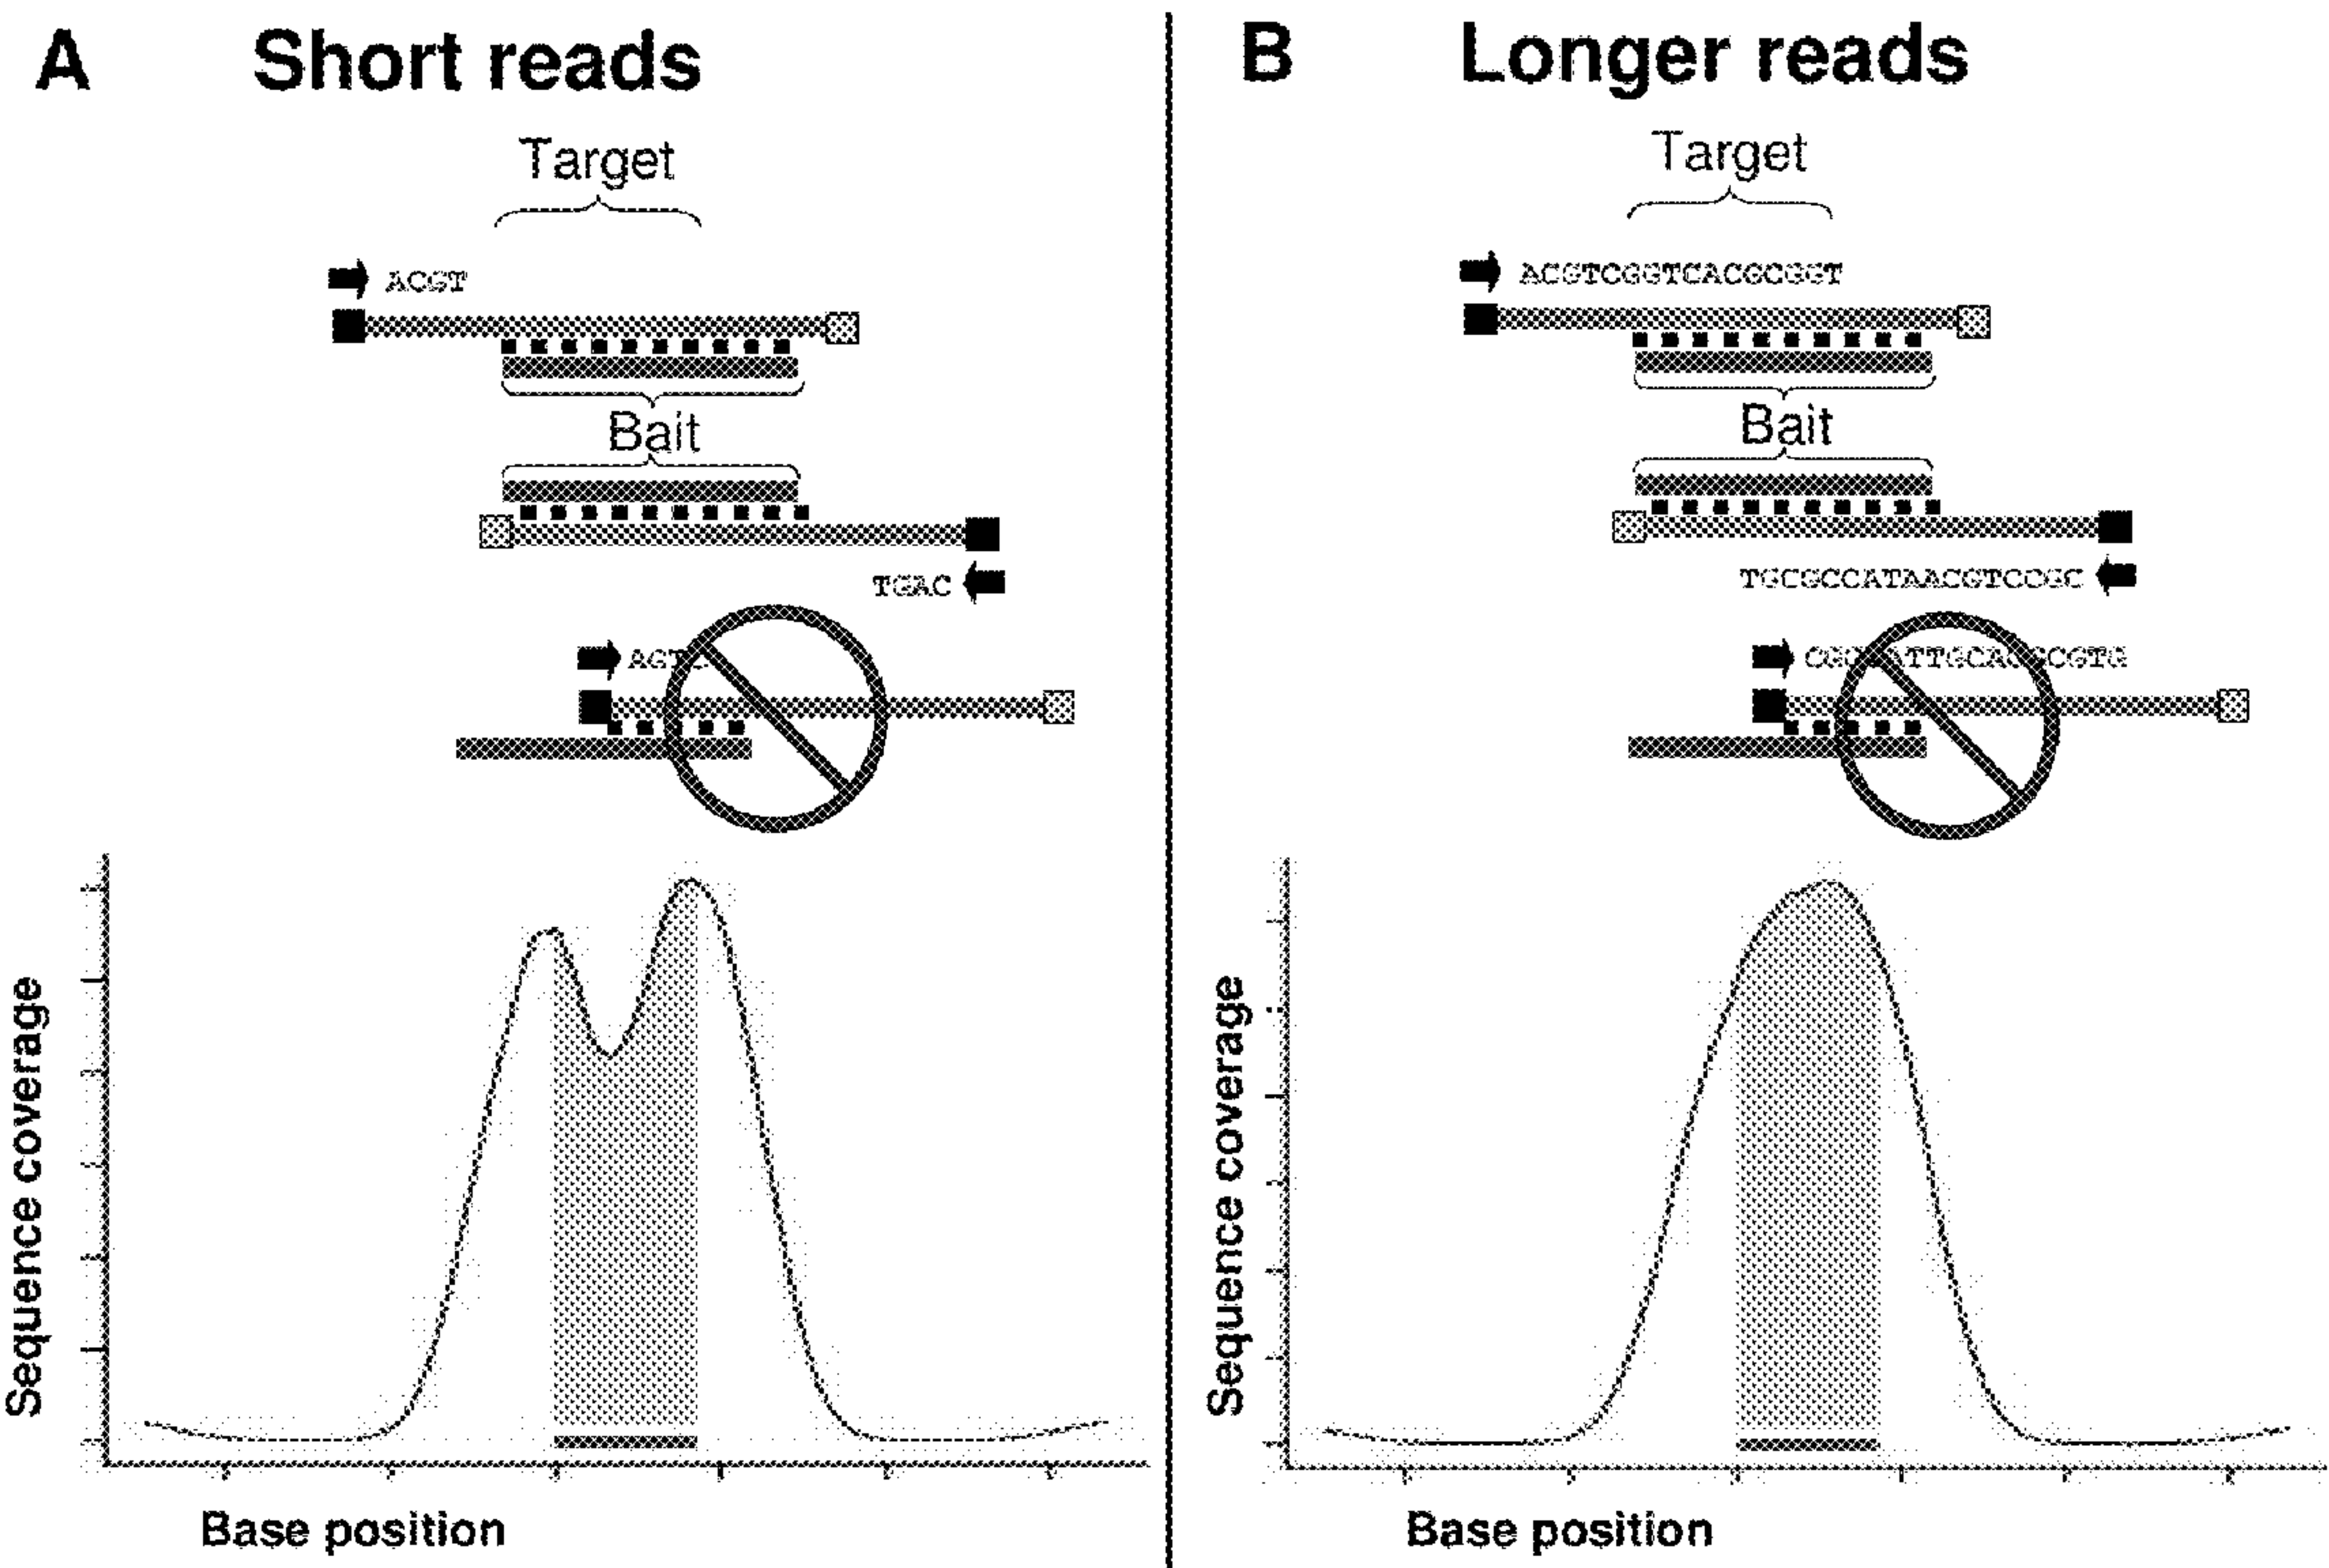 A Short reads
Target
ACGT
Bait
TGAC
Sequence coverage
Base position
B Longer reads
Target
ACGTCGGTCACGCGGT
Bait
TGCGCCATAACGTCCGC
Sequence coverage
Base position